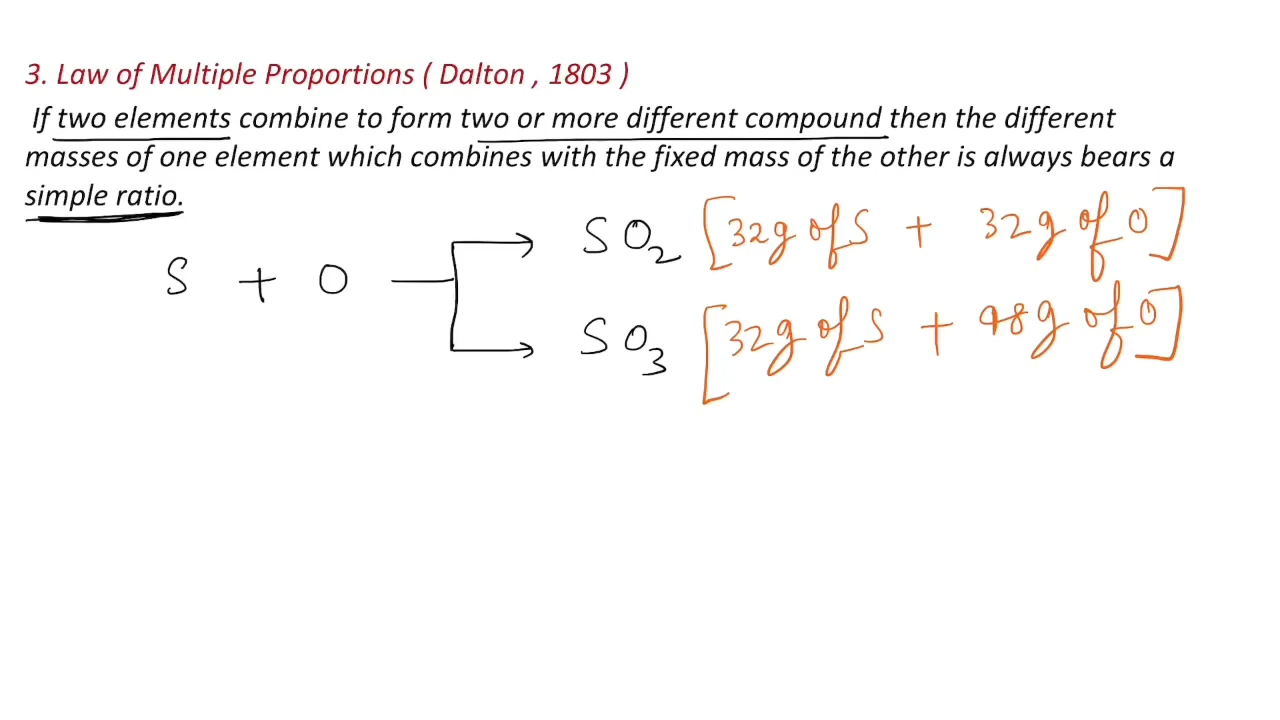 3. Law of Multiple Proportions ( Dalton , 1803 )
If two elements combine to form two or more different compound then the different
masses of one element which combines with the fixed mass of the other is always bears a
simple ratio.
SO2 [32g of S + 32g of O]
S + O
SO3 [32g of S + 48g of O]